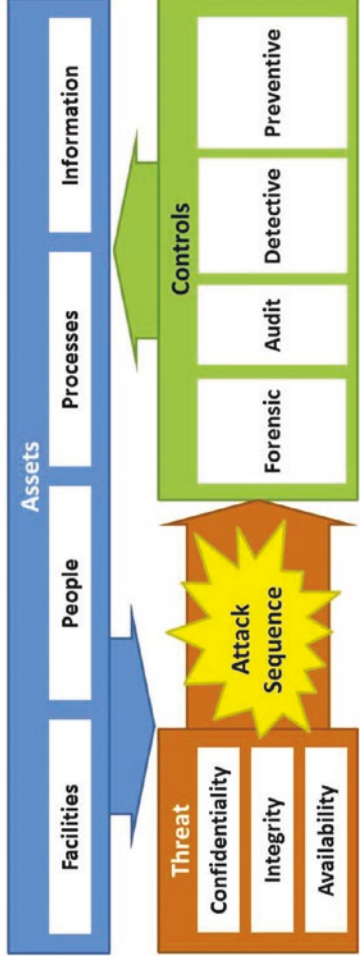 Assets
Facilities
People
Processes
Information
Threat
Confidentiality
Integrity
Availability
Attack
Sequence
Controls
Forensic
Audit
Detective
Preventive